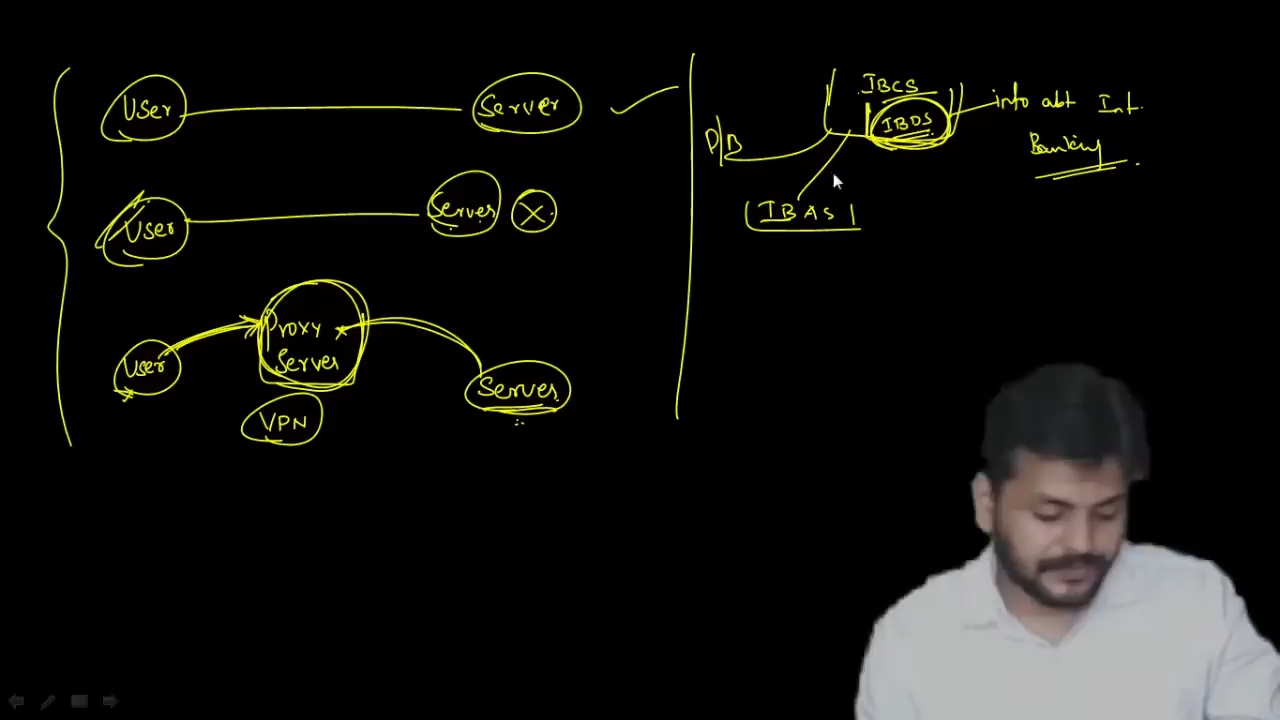 User Server
User Server X
User Proxy Server Server
VPN
IBCS
IBDS
info abt Int.
Banking
D/B
IBAS